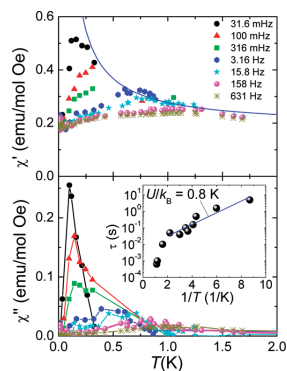 0.6
0.4
0.2
0.0
χ' (emu/mol Oe)
31.6 mHz
100 mHz
316 mHz
3.16 Hz
15.8 Hz
158 Hz
631 Hz
0.2
0.1
0.0
χ'' (emu/mol Oe)
10²
10¹
10⁰
10⁻¹
10⁻²
10⁻³
10⁻⁴
τ (s)
U/k_B = 0.8 K
0 2 4 6 8 10
1/T (1/K)
0.0 0.5 1.0 1.5 2.0
T(K)